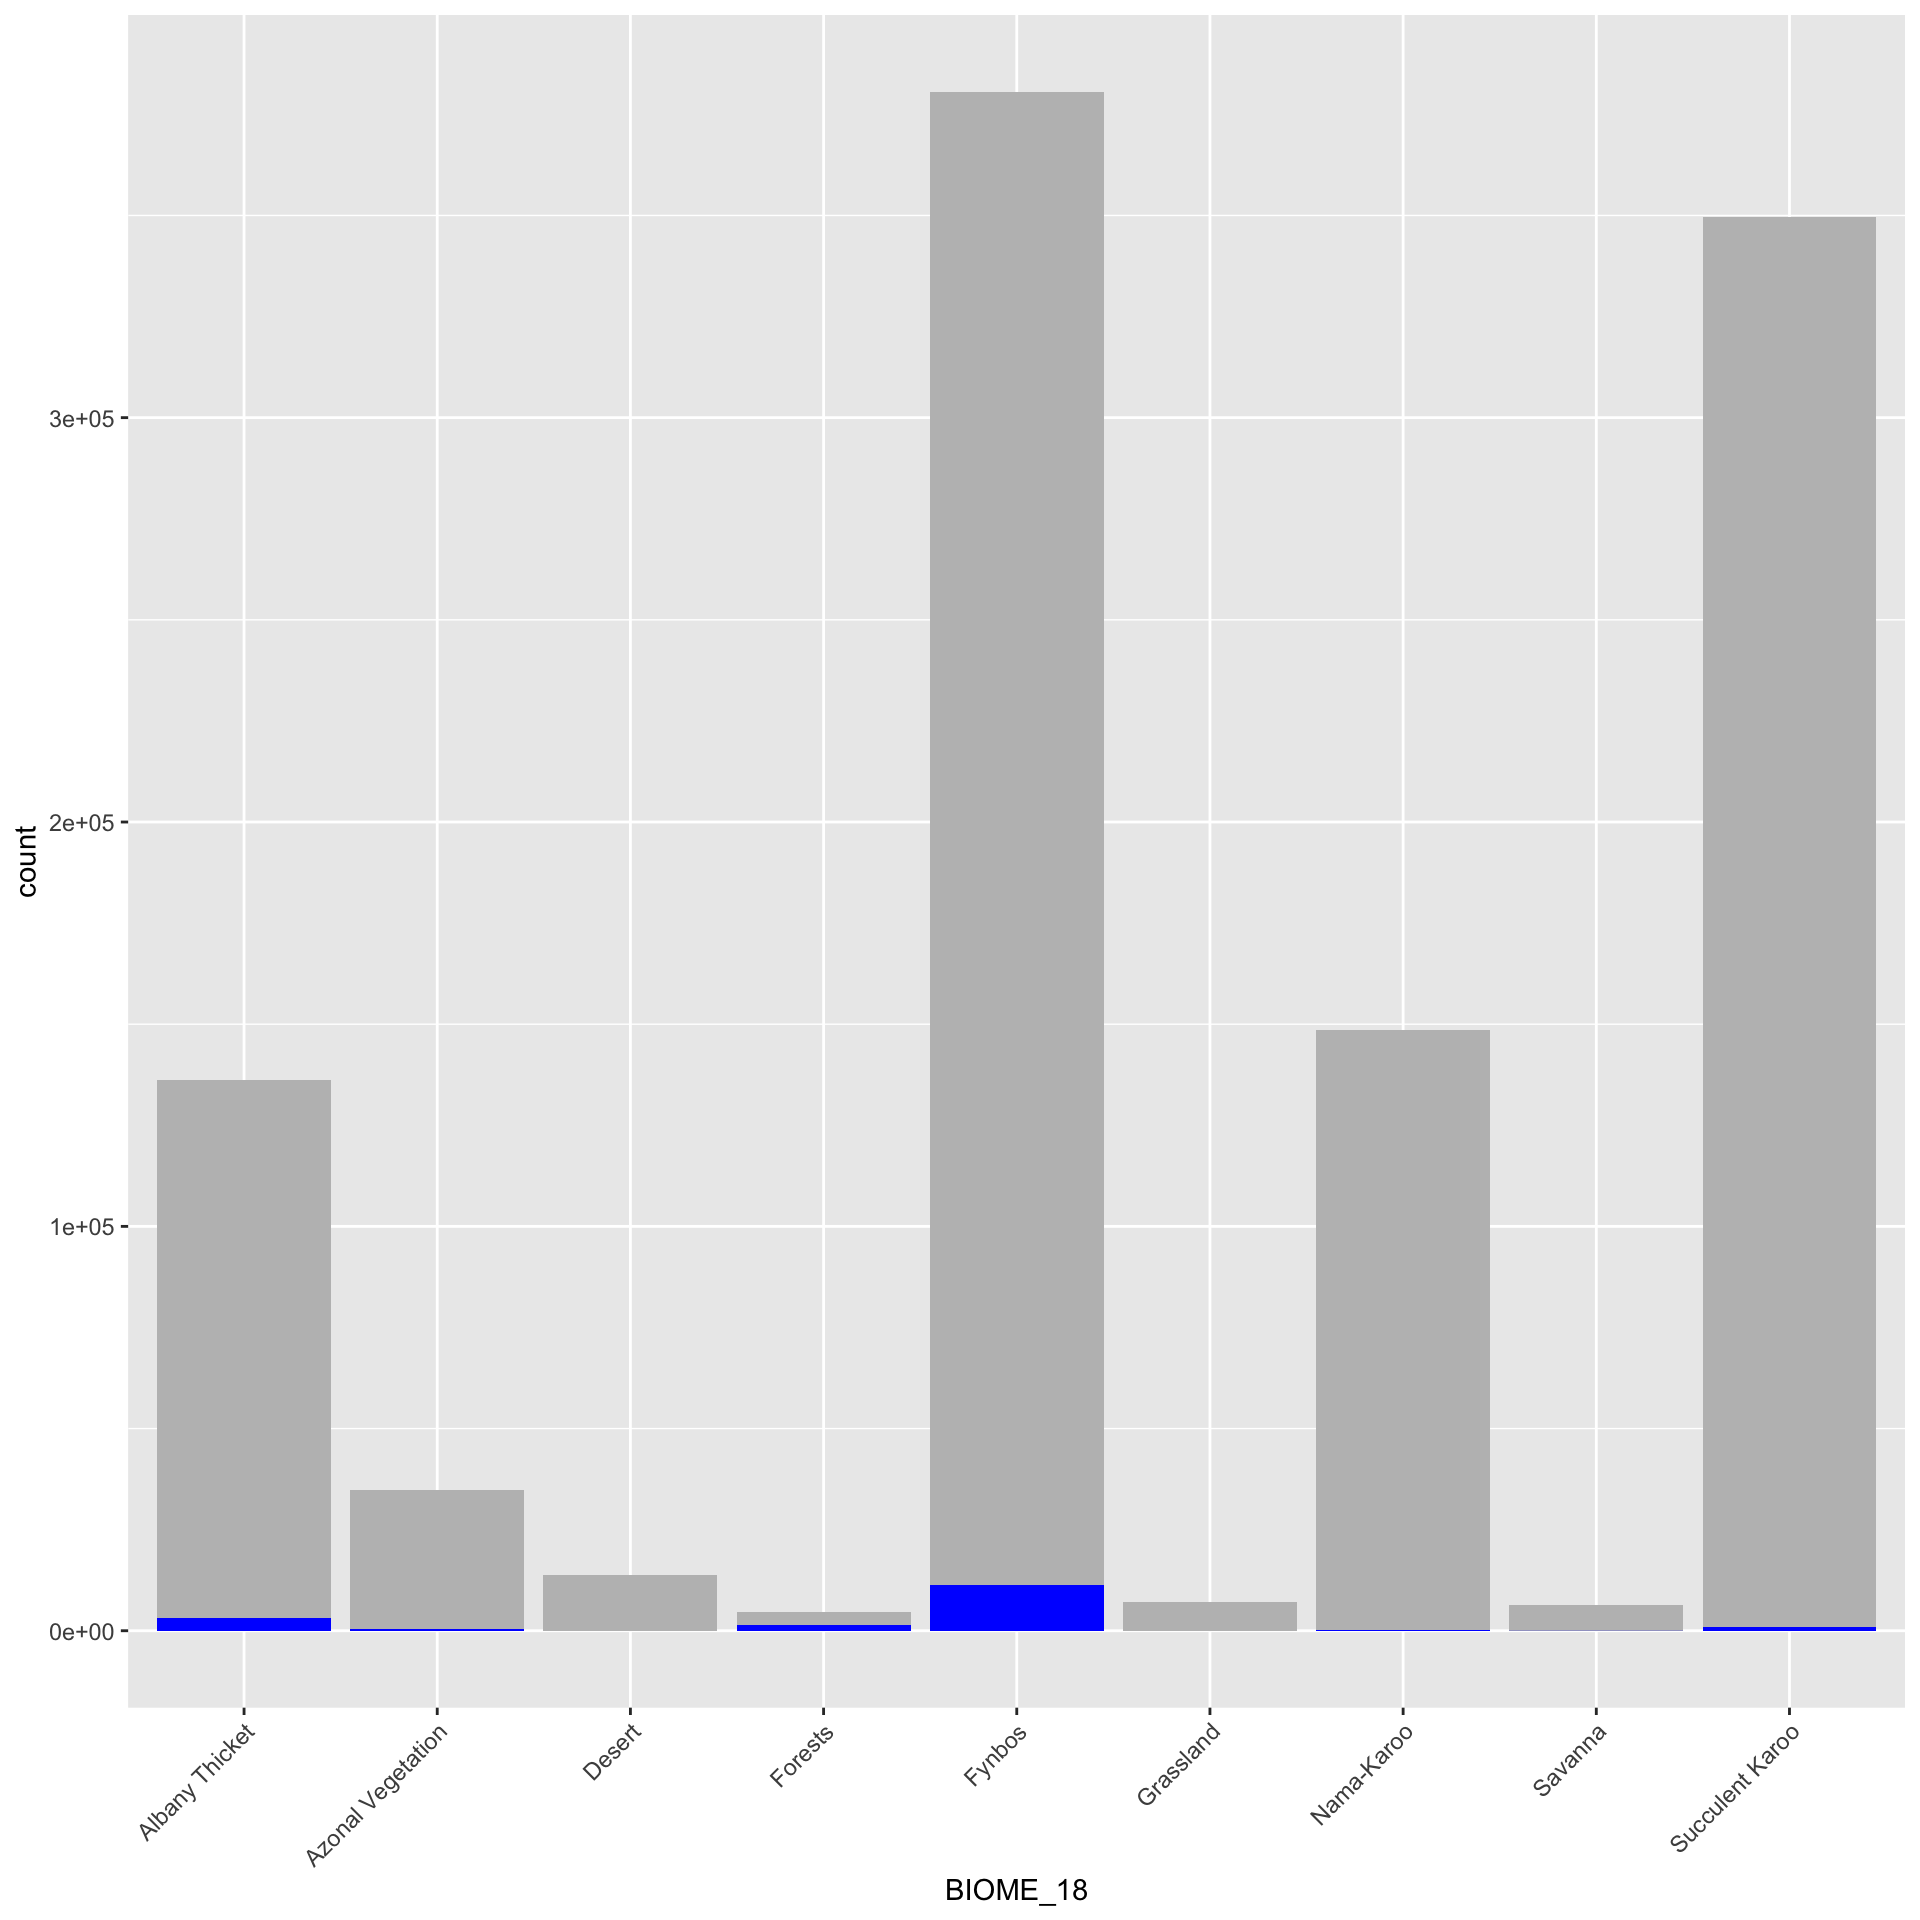 count
3e+05
2e+05
1e+05
0e+00
Albany Thicket
Azonal Vegetation
Desert
Forests
Fynbos
Grassland
Nama-Karoo
Savanna
Succulent Karoo
BIOME_18